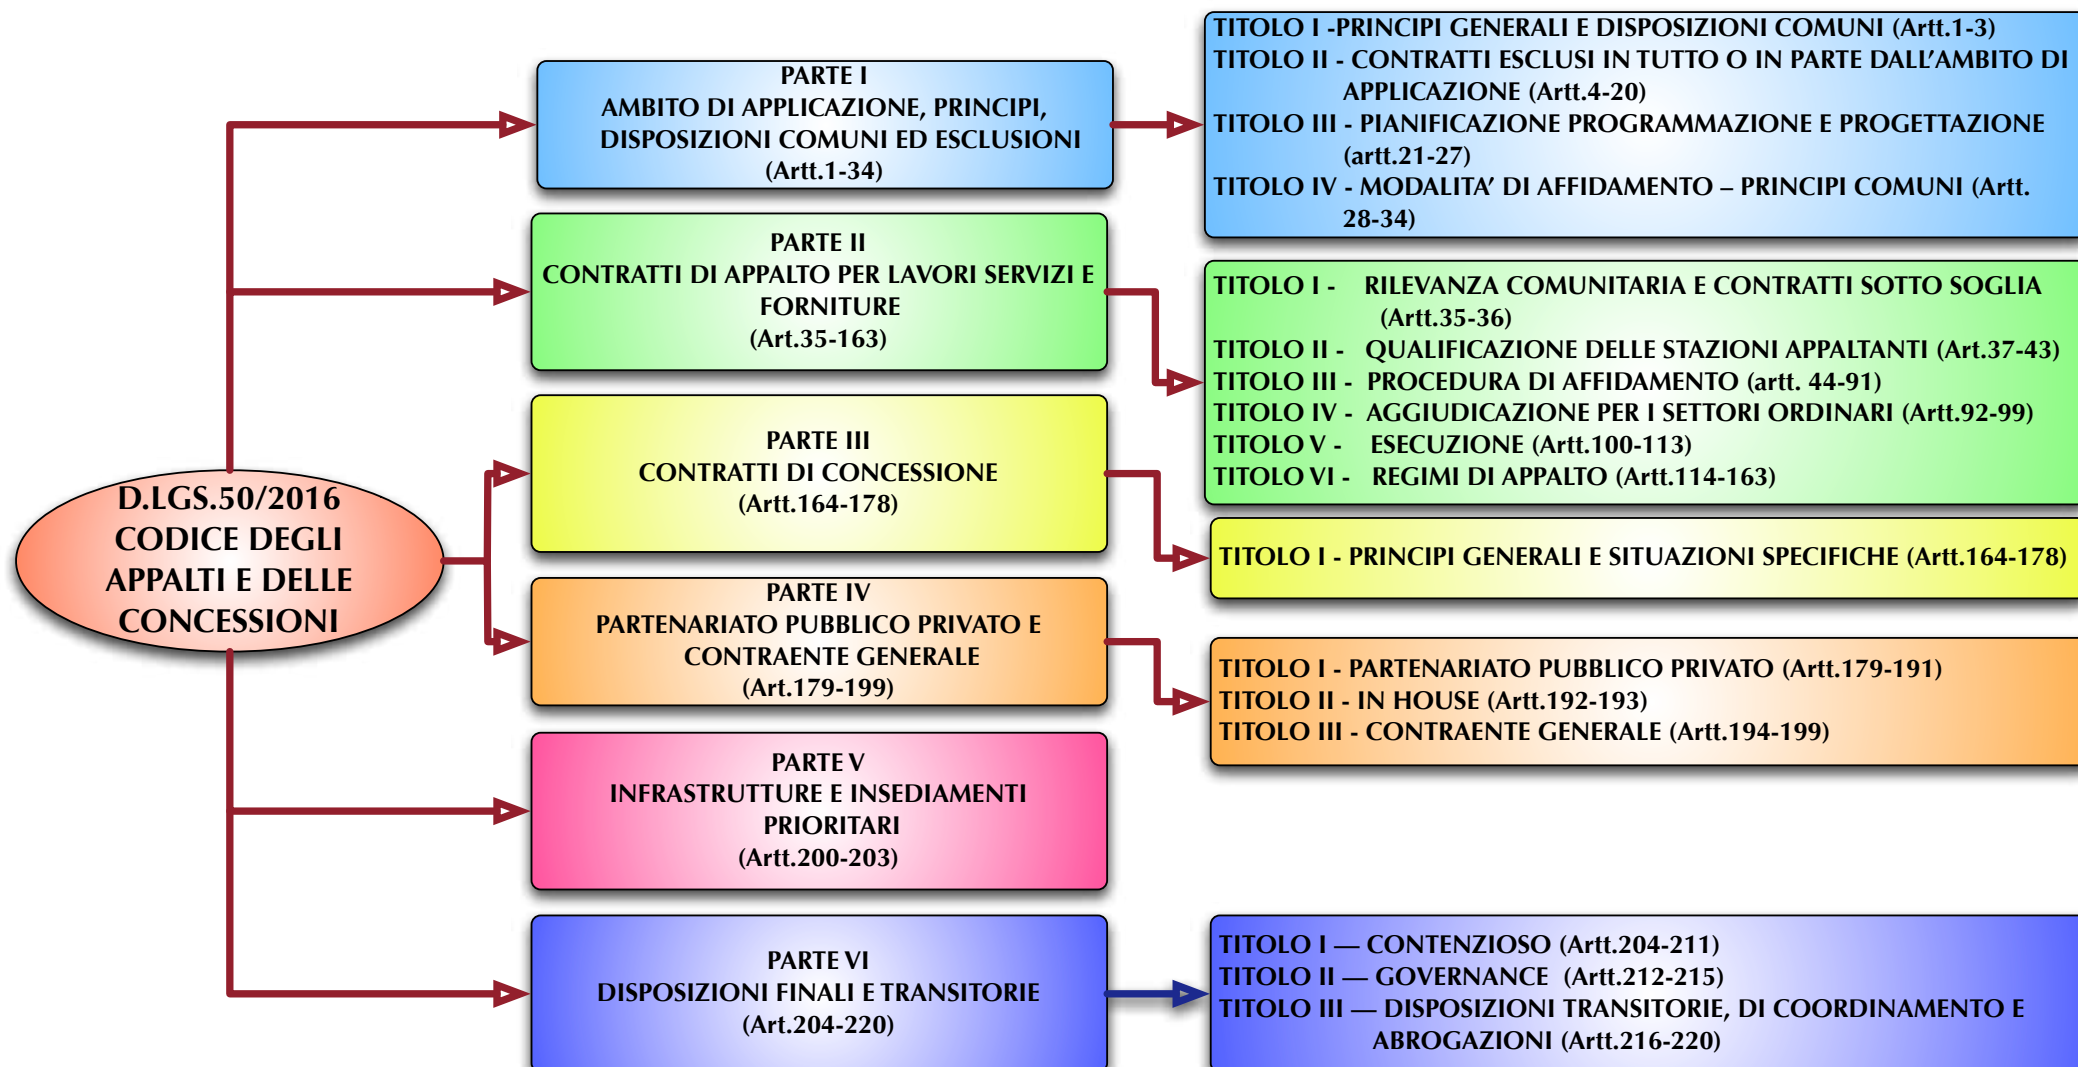 D.LGS.50/2016
CODICE DEGLI
APPALTI E DELLE
CONCESSIONI
PARTE I
AMBITO DI APPLICAZIONE, PRINCIPI,
DISPOSIZIONI COMUNI ED ESCLUSIONI
(Artt.1-34)
TITOLO I -PRINCIPI GENERALI E DISPOSIZIONI COMUNI (Artt.1-3)
TITOLO II - CONTRATTI ESCLUSI IN TUTTO O IN PARTE DALL’AMBITO DI
APPLICAZIONE (Artt.4-20)
TITOLO III - PIANIFICAZIONE PROGRAMMAZIONE E PROGETTAZIONE
(artt.21-27)
TITOLO IV - MODALITA’ DI AFFIDAMENTO – PRINCIPI COMUNI (Artt.
28-34)
PARTE II
CONTRATTI DI APPALTO PER LAVORI SERVIZI E
FORNITURE
(Art.35-163)
TITOLO I - RILEVANZA COMUNITARIA E CONTRATTI SOTTO SOGLIA
(Artt.35-36)
TITOLO II - QUALIFICAZIONE DELLE STAZIONI APPALTANTI (Art.37-43)
TITOLO III - PROCEDURA DI AFFIDAMENTO (artt. 44-91)
TITOLO IV - AGGIUDICAZIONE PER I SETTORI ORDINARI (Artt.92-99)
TITOLO V - ESECUZIONE (Artt.100-113)
TITOLO VI - REGIMI DI APPALTO (Artt.114-163)
PARTE III
CONTRATTI DI CONCESSIONE
(Artt.164-178)
TITOLO I - PRINCIPI GENERALI E SITUAZIONI SPECIFICHE (Artt.164-178)
PARTE IV
PARTENARIATO PUBBLICO PRIVATO E
CONTRAENTE GENERALE
(Art.179-199)
TITOLO I - PARTENARIATO PUBBLICO PRIVATO (Artt.179-191)
TITOLO II - IN HOUSE (Artt.192-193)
TITOLO III - CONTRAENTE GENERALE (Artt.194-199)
PARTE V
INFRASTRUTTURE E INSEDIAMENTI
PRIORITARI
(Artt.200-203)
PARTE VI
DISPOSIZIONI FINALI E TRANSITORIE
(Art.204-220)
TITOLO I — CONTENZIOSO (Artt.204-211)
TITOLO II — GOVERNANCE (Artt.212-215)
TITOLO III — DISPOSIZIONI TRANSITORIE, DI COORDINAMENTO E
ABROGAZIONI (Artt.216-220)